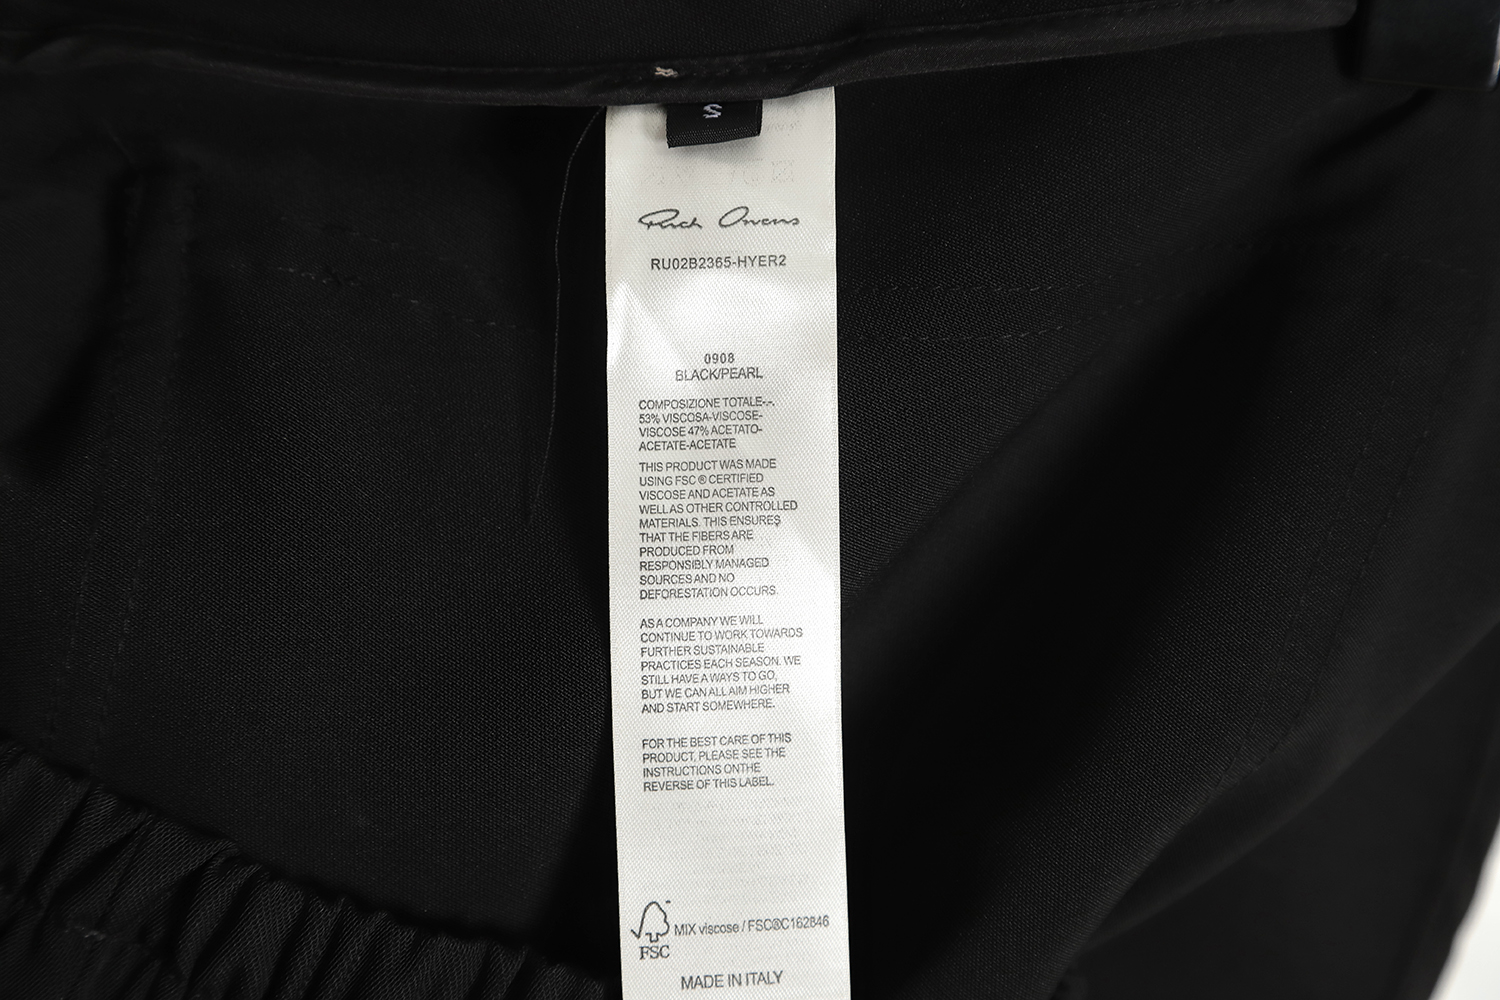 S
Rick Owens
RU02B2365-HYER2
0908
BLACK/PEARL
COMPOSIZIONE TOTALE-.-.
53% VISCOSA-VISCOSE-
VISCOSE 47% ACETATO-
ACETATE-ACETATE
THIS PRODUCT WAS MADE
USING FSC ® CERTIFIED
VISCOSE AND ACETATE AS
WELL AS OTHER CONTROLLED
MATERIALS. THIS ENSURES
THAT THE FIBERS ARE
PRODUCED FROM
RESPONSIBLY MANAGED
SOURCES AND NO
DEFORESTATION OCCURS.
AS A COMPANY WE WILL
CONTINUE TO WORK TOWARDS
FURTHER SUSTAINABLE
PRACTICES EACH SEASON. WE
STILL HAVE A WAYS TO GO,
BUT WE CAN ALL AIM HIGHER
AND START SOMEWHERE.
FOR THE BEST CARE OF THIS
PRODUCT, PLEASE SEE THE
INSTRUCTIONS ONTHE
REVERSE OF THIS LABEL.
MIX viscose / FSC®C162846
FSC
MADE IN ITALY